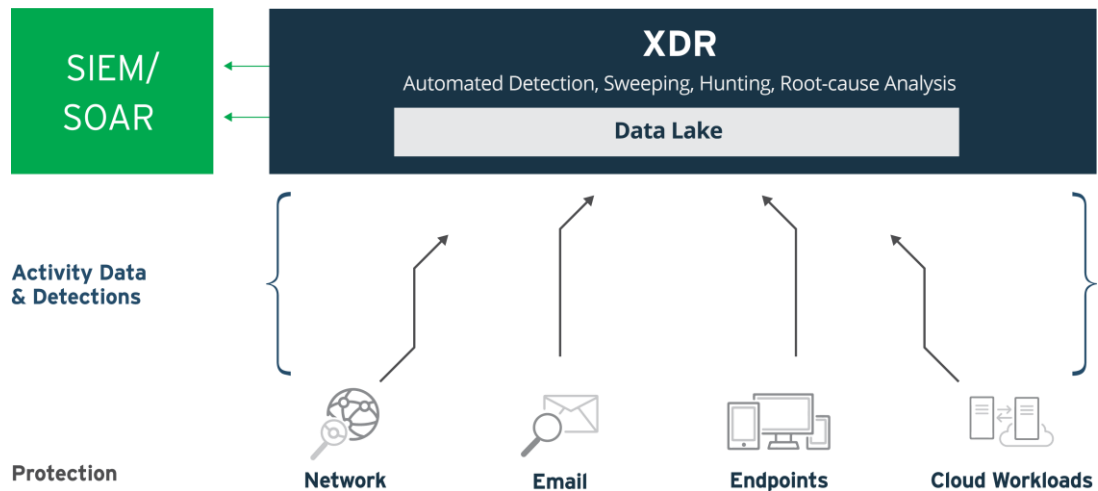 SIEM/
SOAR
XDR
Automated Detection, Sweeping, Hunting, Root-cause Analysis
Data Lake
Activity Data
& Detections
Protection
Network
Email
Endpoints
Cloud Workloads